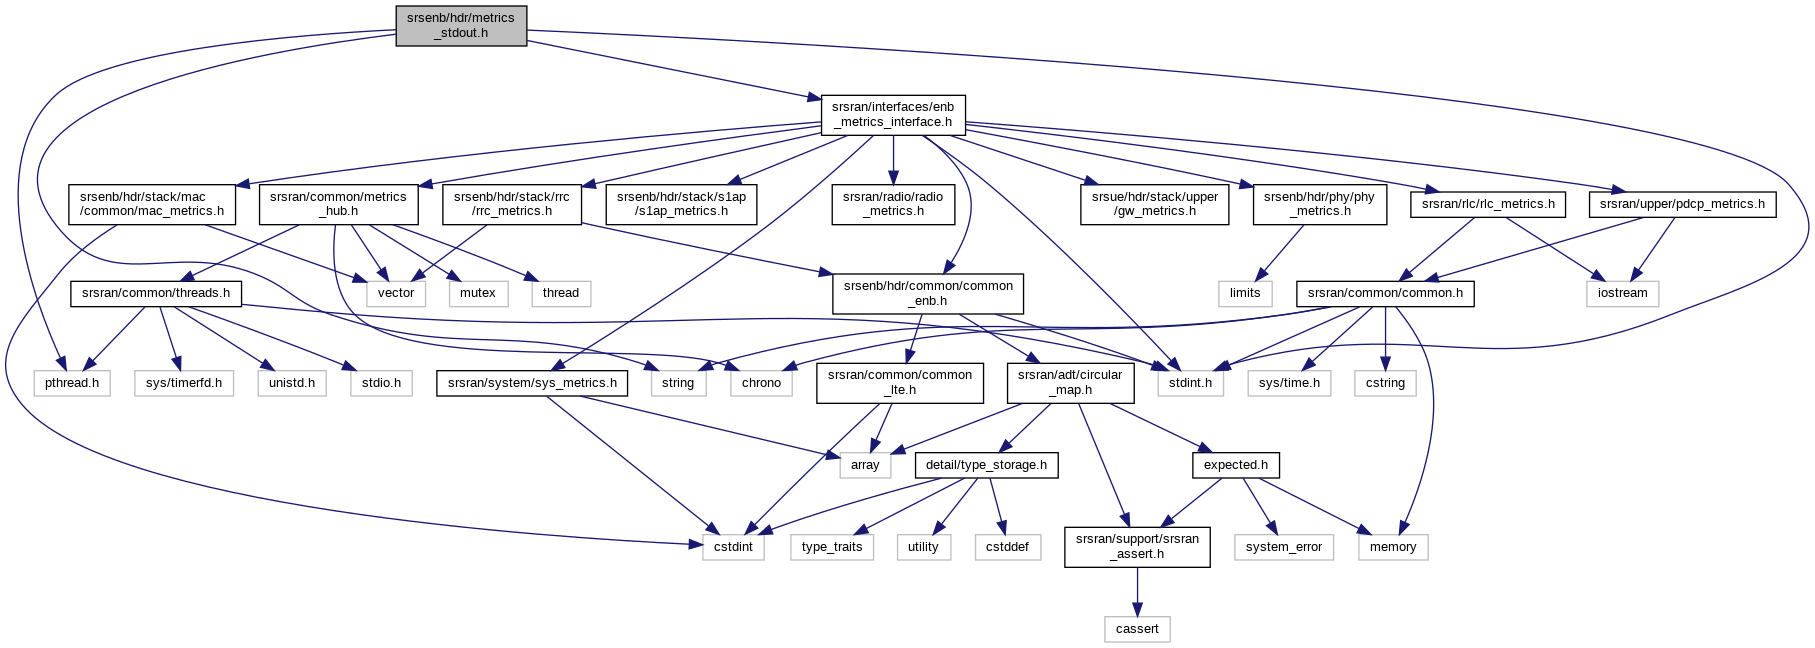 srsenb/hdr/metrics
_stdout.h
srsran/interfaces/enb
_metrics_interface.h
srsenb/hdr/stack/mac
/common/mac_metrics.h
srsran/common/metrics
_hub.h
srsenb/hdr/stack/rrc
/rrc_metrics.h
srsenb/hdr/stack/s1ap
/s1ap_metrics.h
srsran/radio/radio
_metrics.h
srsue/hdr/stack/upper
/gw_metrics.h
srsenb/hdr/phy/phy
_metrics.h
srsran/rlc/rlc_metrics.h
srsran/upper/pdcp_metrics.h
srsran/common/threads.h
vector
mutex
thread
srsenb/hdr/common/common
_enb.h
limits
srsran/common/common.h
iostream
pthread.h
sys/timerfd.h
unistd.h
stdio.h
srsran/system/sys_metrics.h
string
chrono
srsran/common/common
_lte.h
srsran/adt/circular
_map.h
stdint.h
sys/time.h
cstring
array
detail/type_storage.h
expected.h
cstdint
type_traits
utility
cstddef
srsran/support/srsran
_assert.h
system_error
memory
cassert